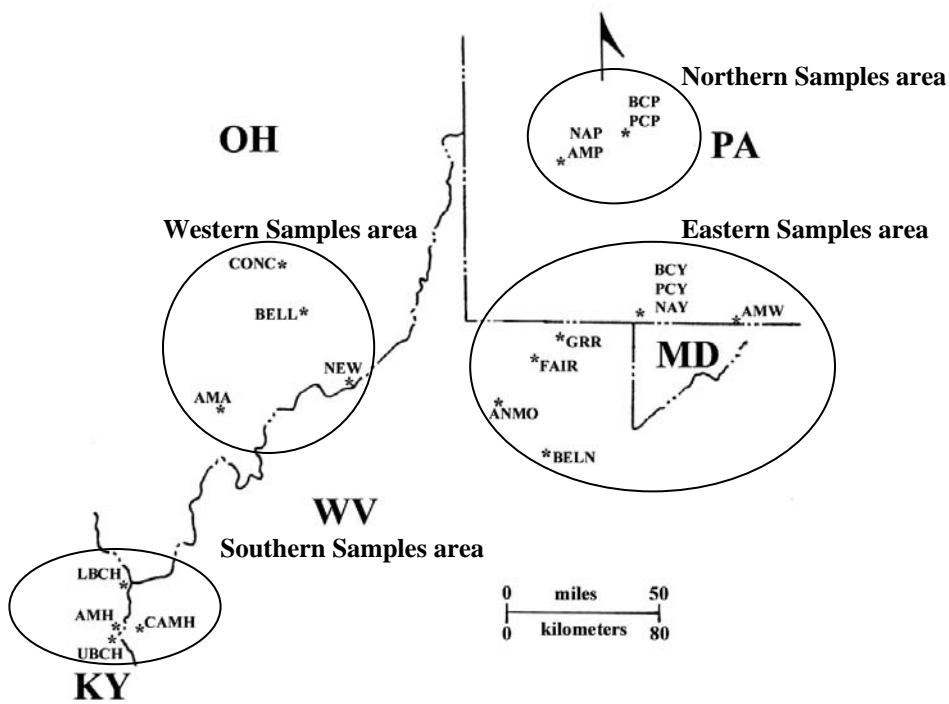 Northern Samples area
BCP
PCP
NAP
AMP
OH
PA
Western Samples area
Eastern Samples area
CONC
BELL
NEW
AMA
BCY
PCY
NAY
AMW
GRR
MD
FAIR
ANMO
BELN
WV
Southern Samples area
LBCH
AMH
CAMH
UBCH
KY
0 miles 50
0 kilometers 80